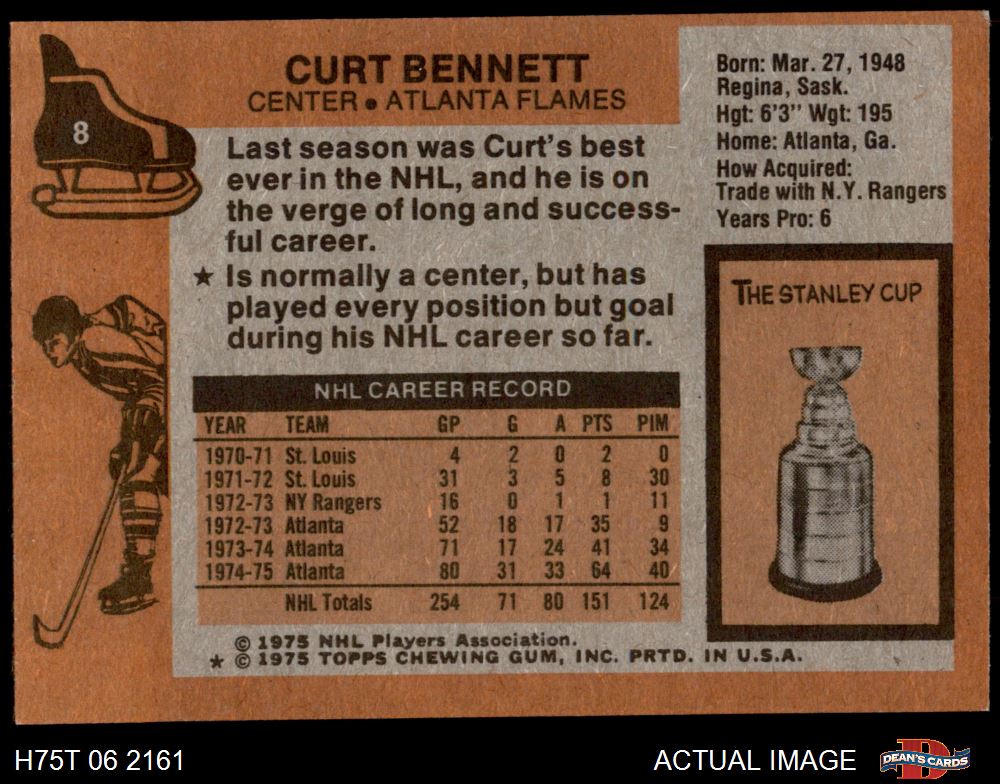 8
CURT BENNETT
CENTER ● ATLANTA FLAMES
Last season was Curt's best
ever in the NHL, and he is on
the verge of long and success-
ful career.
★ Is normally a center, but has
played every position but goal
during his NHL career so far.
Born: Mar. 27, 1948
Regina, Sask.
Hgt: 6'3" Wgt: 195
Home: Atlanta, Ga.
How Acquired:
Trade with N.Y. Rangers
Years Pro: 6
THE STANLEY CUP
NHL CAREER RECORD
YEAR TEAM GP G A PTS PIM
1970-71 St. Louis 4 2 0 2 0
1971-72 St. Louis 31 3 5 8 30
1972-73 NY Rangers 16 0 1 1 11
1972-73 Atlanta 52 18 17 35 9
1973-74 Atlanta 71 17 24 41 34
1974-75 Atlanta 80 31 33 64 40
NHL Totals 254 71 80 151 124
© 1975 NHL Players Association.
★ © 1975 TOPPS CHEWING GUM, INC. PRTD. IN U.S.A.
H75T 06 2161
ACTUAL IMAGE
DEAN'S CARDS